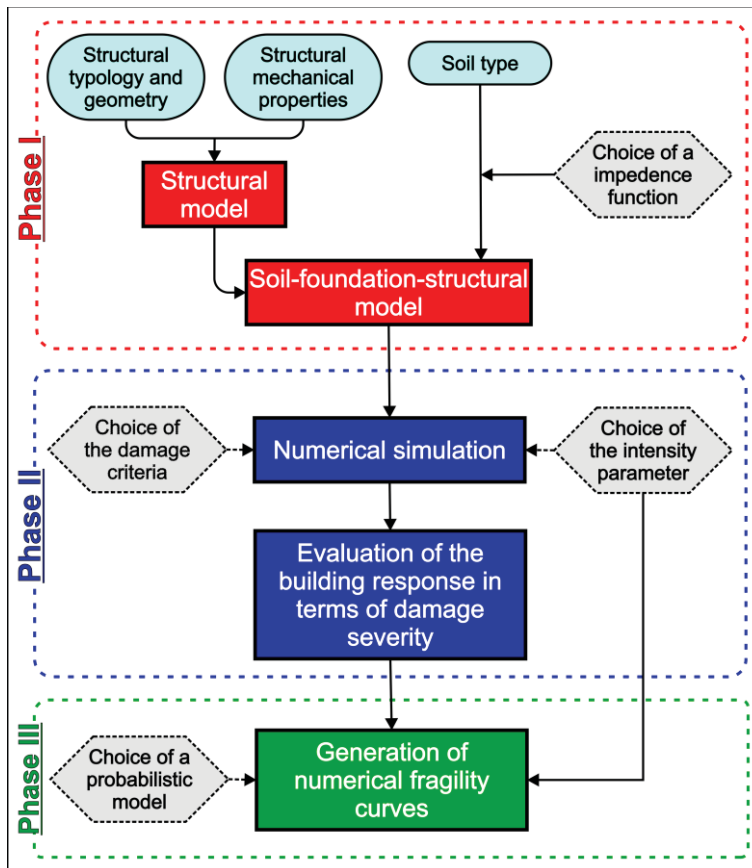 Phase I
Structural
typology and
geometry
Structural
mechanical
properties
Soil type
Choice of a
impedence
function
Structural
model
Soil-foundation-structural
model
Phase II
Choice of
the damage
criteria
Numerical simulation
Choice of
the intensity
parameter
Evaluation of the
building response in
terms of damage
severity
Phase III
Choice of a
probabilistic
model
Generation of
numerical fragility
curves